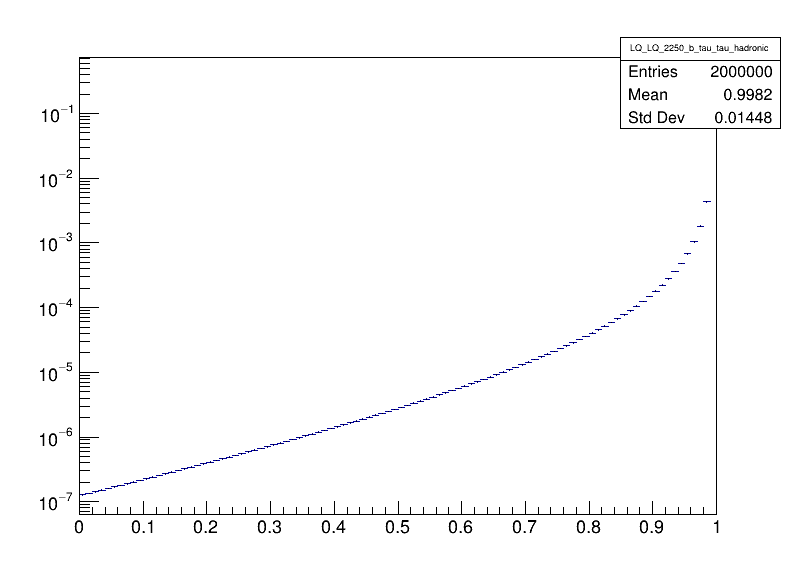 LQ_LQ_2250_b_tau_tau_hadronic
Entries 2000000
Mean 0.9982
Std Dev 0.01448
10−1
10−2
10−3
10−4
10−5
10−6
10−7
0 0.1 0.2 0.3 0.4 0.5 0.6 0.7 0.8 0.9 1